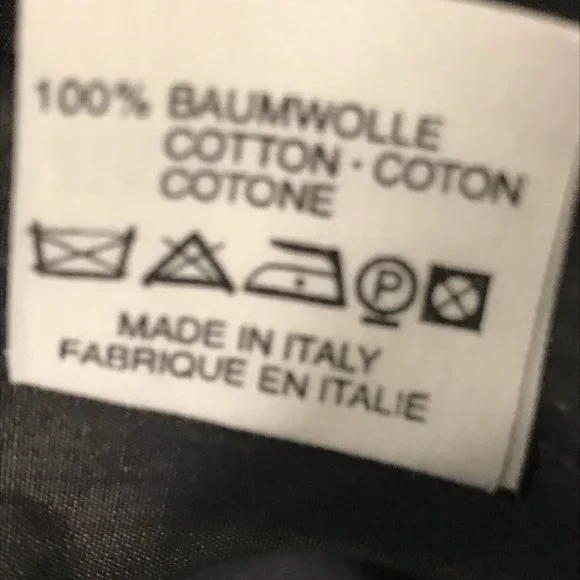 100% BAUMWOLLE
COTTON · COTON
COTONE
P
MADE IN ITALY
FABRIQUE EN ITALIE